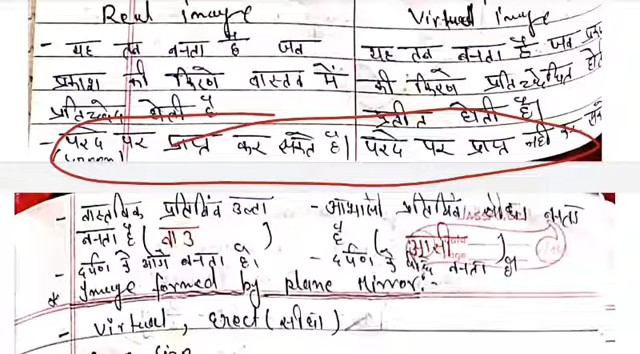 Real image
Virtual image
- यह तब बनता है जब
प्रकाश की किरणे वास्तव में
प्रतिच्छेद होती है
- परदे पर प्राप्त कर सकते है।
(screen)
यह तब बनता है जब
की किरणे प्रतिच्छेदित
प्रतीत होती है।
परदे पर प्राप्त नहीं कर
- वास्तविक प्रतिबिंब उल्टा
बनता है (वाउ)
- दर्पण के आगे बनता है।
- आभासी प्रतिबिंब सीधा बनता
है (आसी)
- दर्पण के पीछे बनता है।
* Image formed by plane Mirror:-
- Virtual, Erect (सीधा)